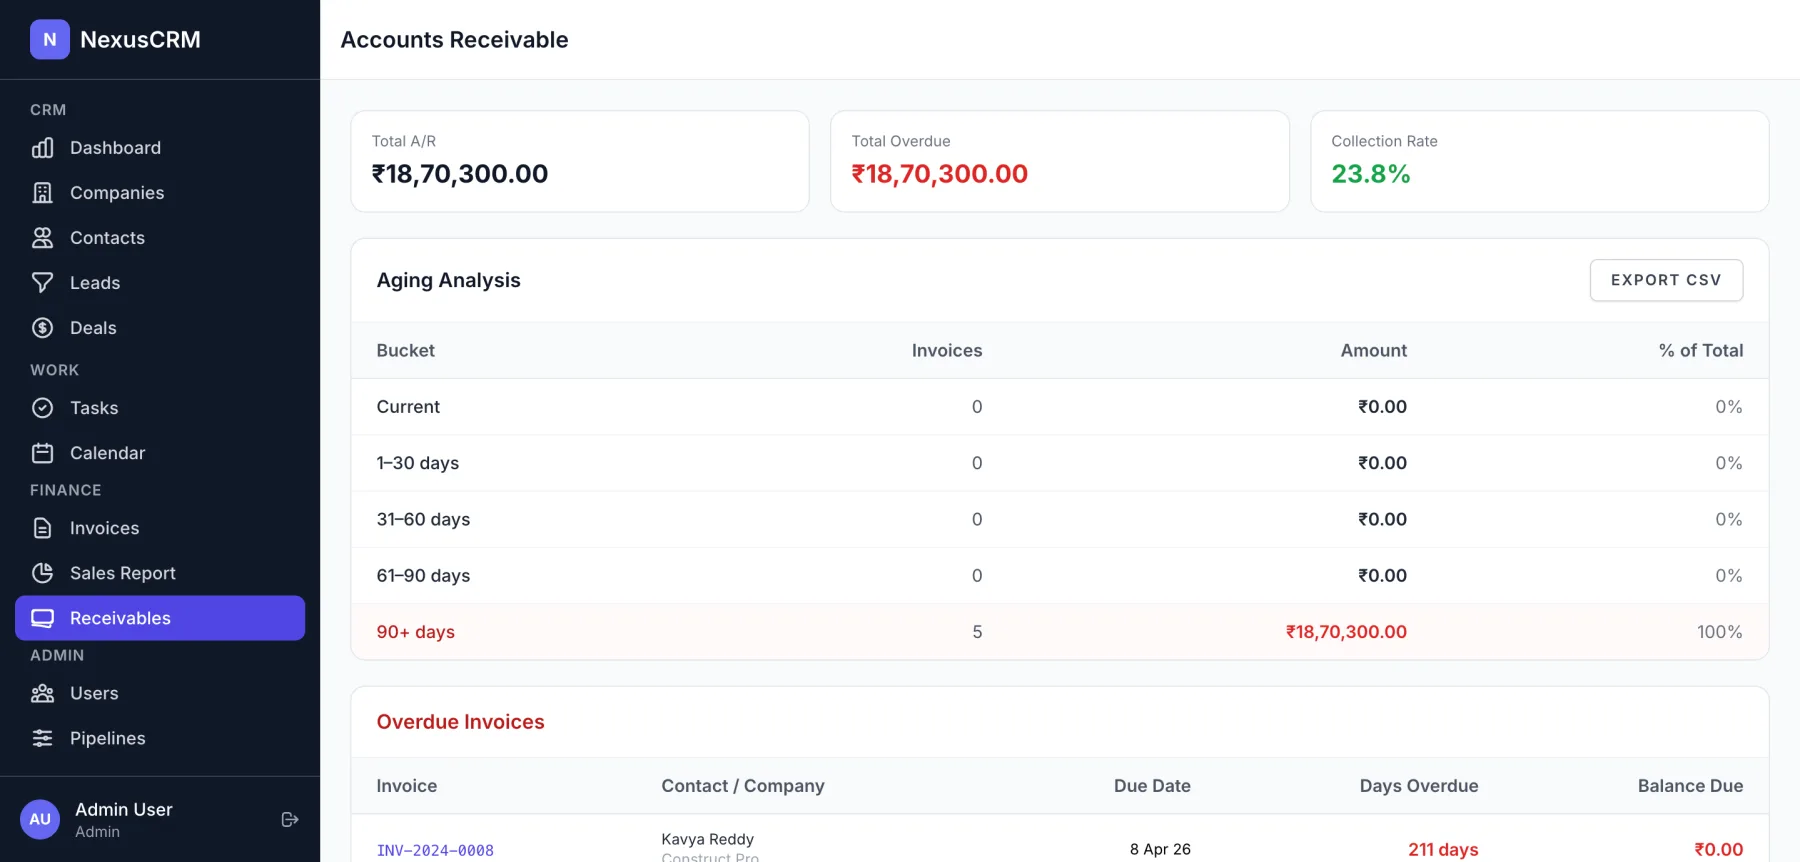 N NexusCRM
CRM
Dashboard
Companies
Contacts
Leads
Deals
WORK
Tasks
Calendar
FINANCE
Invoices
Sales Report
Receivables
ADMIN
Users
Pipelines
AU Admin User
Admin
Accounts Receivable
Total A/R
₹18,70,300.00
Total Overdue
₹18,70,300.00
Collection Rate
23.8%
Aging Analysis
EXPORT CSV
Bucket Invoices Amount % of Total
Current 0 ₹0.00 0%
1–30 days 0 ₹0.00 0%
31–60 days 0 ₹0.00 0%
61–90 days 0 ₹0.00 0%
90+ days 5 ₹18,70,300.00 100%
Overdue Invoices
Invoice Contact / Company Due Date Days Overdue Balance Due
INV-2024-0008 Kavya Reddy 8 Apr 26 211 days ₹0.00
Construct Pro